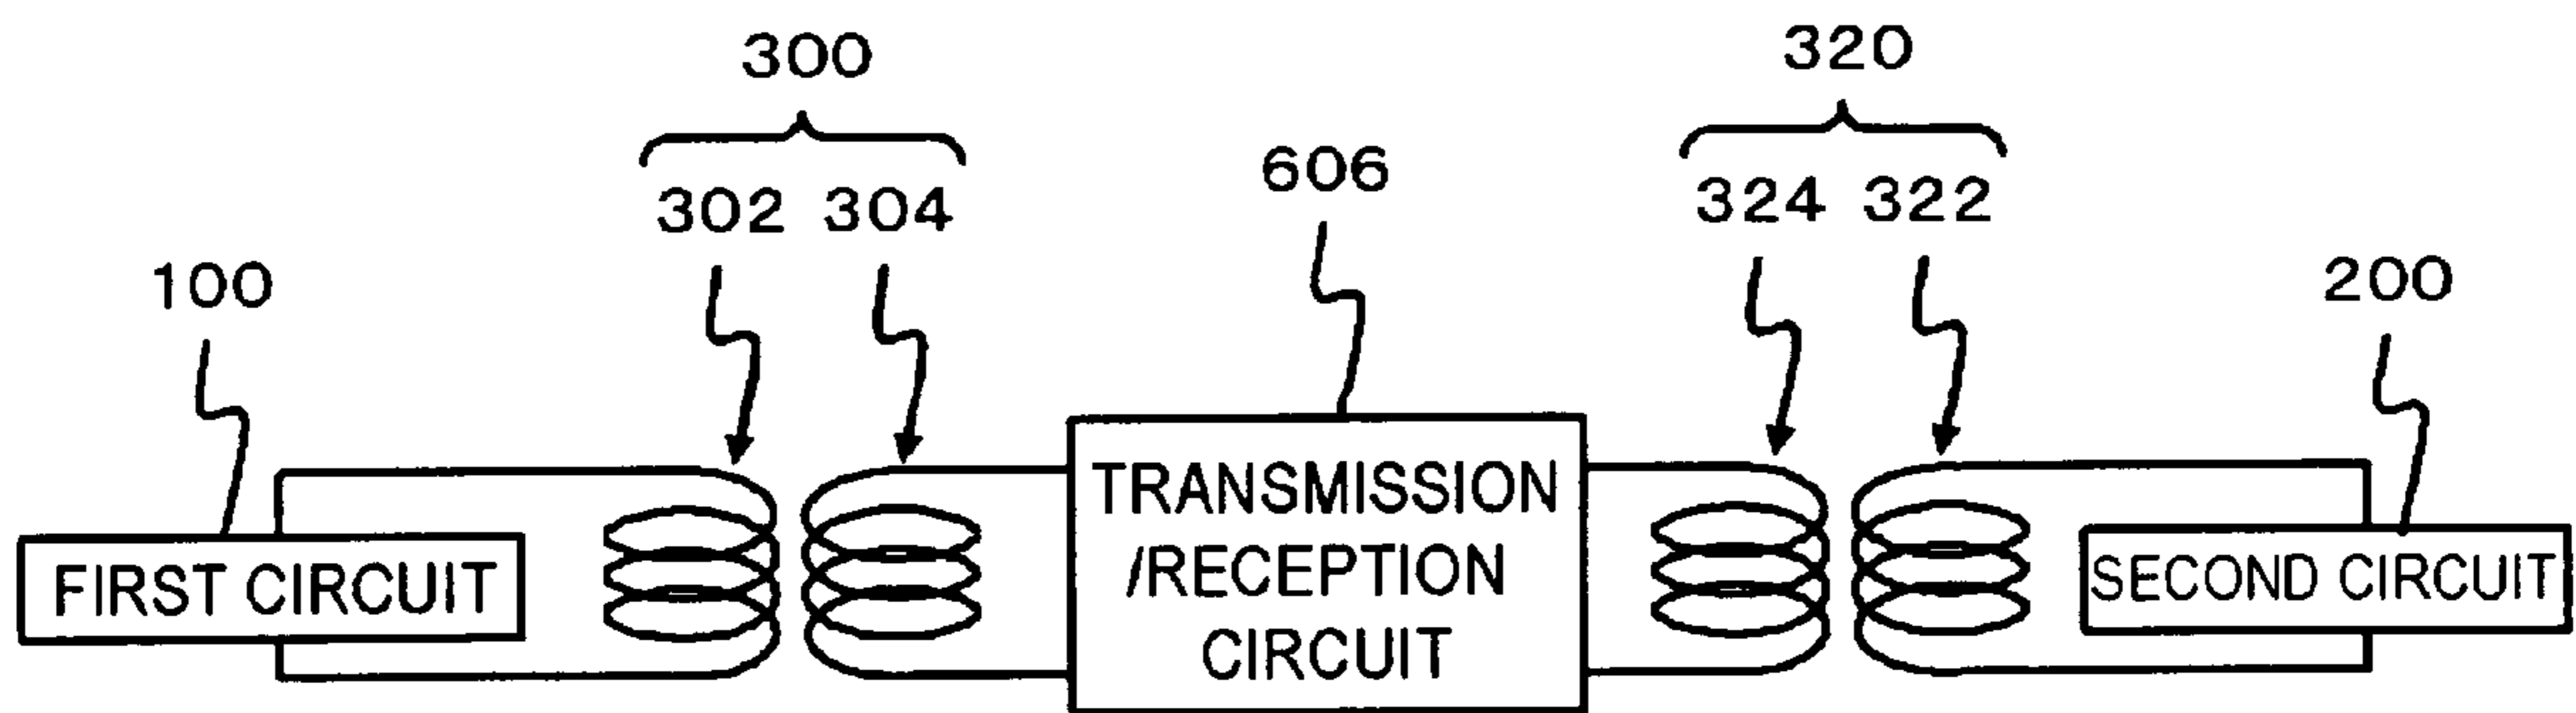 300
320
302 304
606
324 322
100
200
FIRST CIRCUIT
TRANSMISSION
/RECEPTION
CIRCUIT
SECOND CIRCUIT